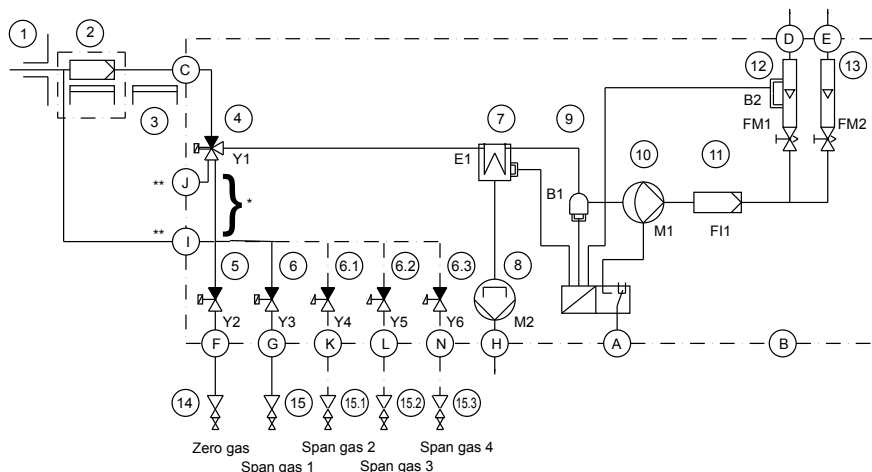 1
2
3
C
4
Y1
J
**
*
I
**
5
Y2
6
Y3
6.1
Y4
6.2
Y5
6.3
Y6
7
E1
8
M2
9
B1
10
M1
11
FI1
12
B2
FM1
D
E
13
FM2
F
G
K
L
N
H
A
B
14
15
15.1
15.2
15.3
Zero gas
Span gas 1
Span gas 2
Span gas 3
Span gas 4